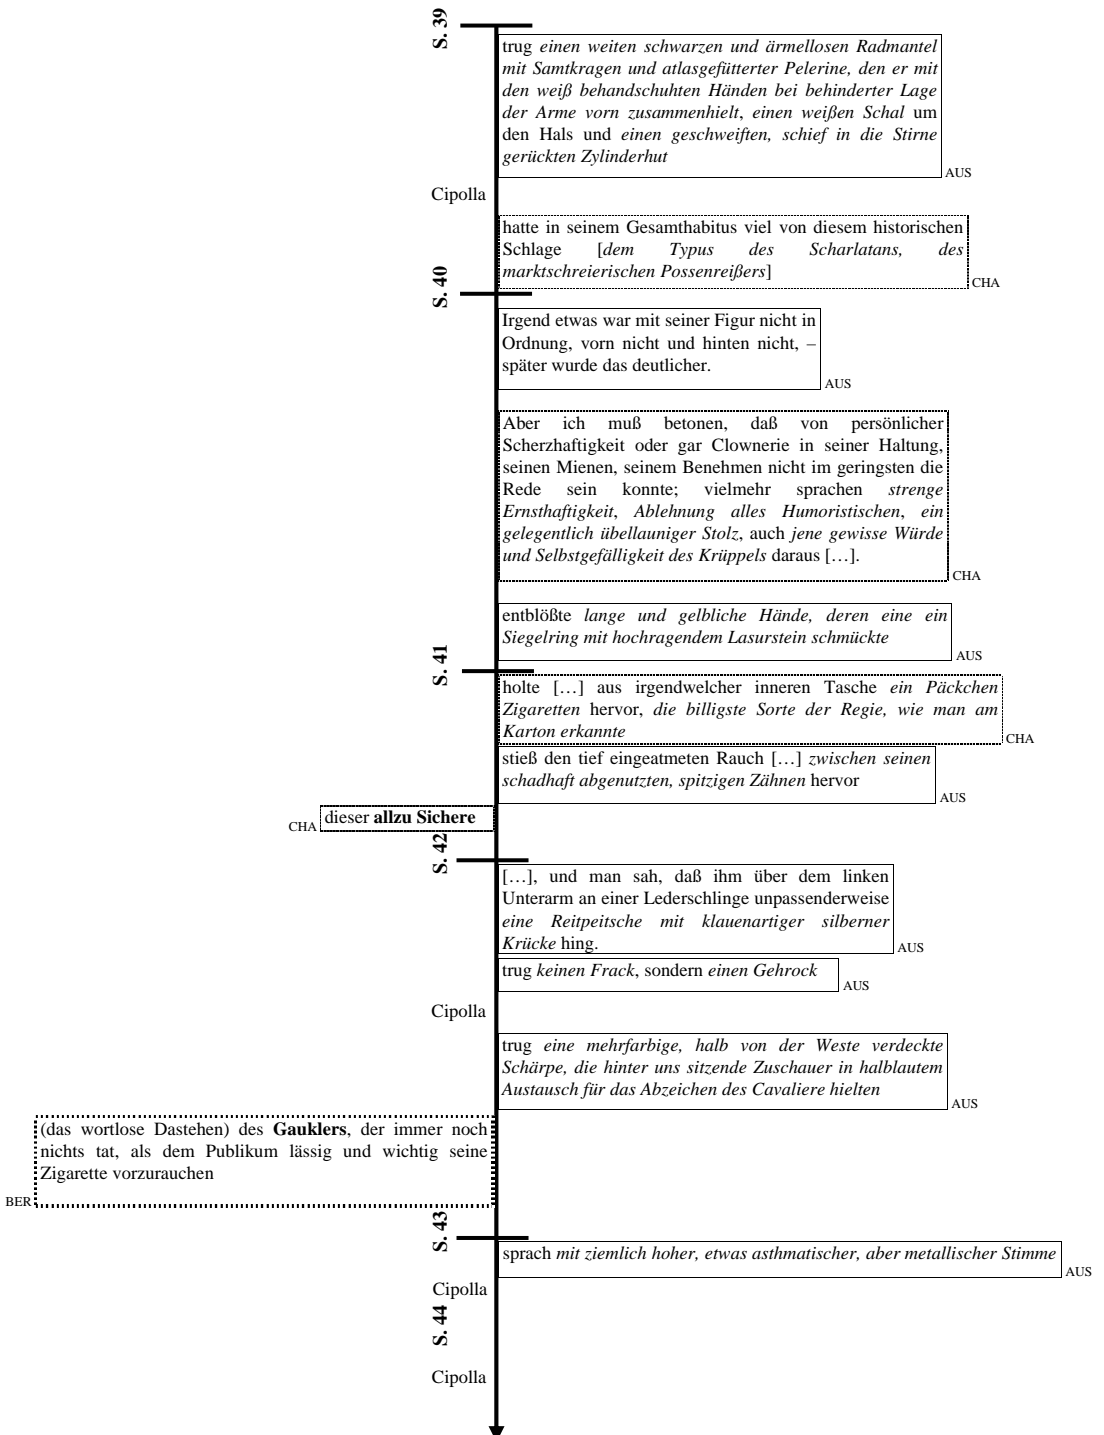 S. 39
trug einen weiten schwarzen und ärmellosen Radmantel
mit Samtkragen und atlasgefütterter Pelerine, den er mit
den weiß behandschuhten Händen bei behinderter Lage
der Arme vorn zusammenhielt, einen weißen Schal um
den Hals und einen geschweiften, schief in die Stirne
gerückten Zylinderhut
AUS
Cipolla
hatte in seinem Gesamthabitus viel von diesem historischen
Schlage [dem Typus des Scharlatans, des
marktschreierischen Possenreißers]
CHA
S. 40
Irgend etwas war mit seiner Figur nicht in
Ordnung, vorn nicht und hinten nicht, –
später wurde das deutlicher.
AUS
Aber ich muß betonen, daß von persönlicher
Scherzhaftigkeit oder gar Clownerie in seiner Haltung,
seinen Mienen, seinem Benehmen nicht im geringsten die
Rede sein konnte; vielmehr sprachen strenge
Ernsthaftigkeit, Ablehnung alles Humoristischen, ein
gelegentlich übellauniger Stolz, auch jene gewisse Würde
und Selbstgefälligkeit des Krüppels daraus […].
CHA
entblößte lange und gelbliche Hände, deren eine ein
Siegelring mit hochragendem Lasurstein schmückte
AUS
S. 41
holte […] aus irgendwelcher inneren Tasche ein Päckchen
Zigaretten hervor, die billigste Sorte der Regie, wie man am
Karton erkannte
CHA
stieß den tief eingeatmeten Rauch […] zwischen seinen
schadhaft abgenutzten, spitzigen Zähnen hervor
AUS
dieser allzu Sichere
CHA
S. 42
[…], und man sah, daß ihm über dem linken
Unterarm an einer Lederschlinge unpassenderweise
eine Reitpeitsche mit klauenartiger silberner
Krücke hing.
AUS
trug keinen Frack, sondern einen Gehrock
AUS
Cipolla
trug eine mehrfarbige, halb von der Weste verdeckte
Schärpe, die hinter uns sitzende Zuschauer in halblautem
Austausch für das Abzeichen des Cavaliere hielten
AUS
(das wortlose Dastehen) des Gauklers, der immer noch
nichts tat, als dem Publikum lässig und wichtig seine
Zigarette vorzurauchen
BER
S. 43
sprach mit ziemlich hoher, etwas asthmatischer, aber metallischer Stimme
AUS
Cipolla
S. 44
Cipolla